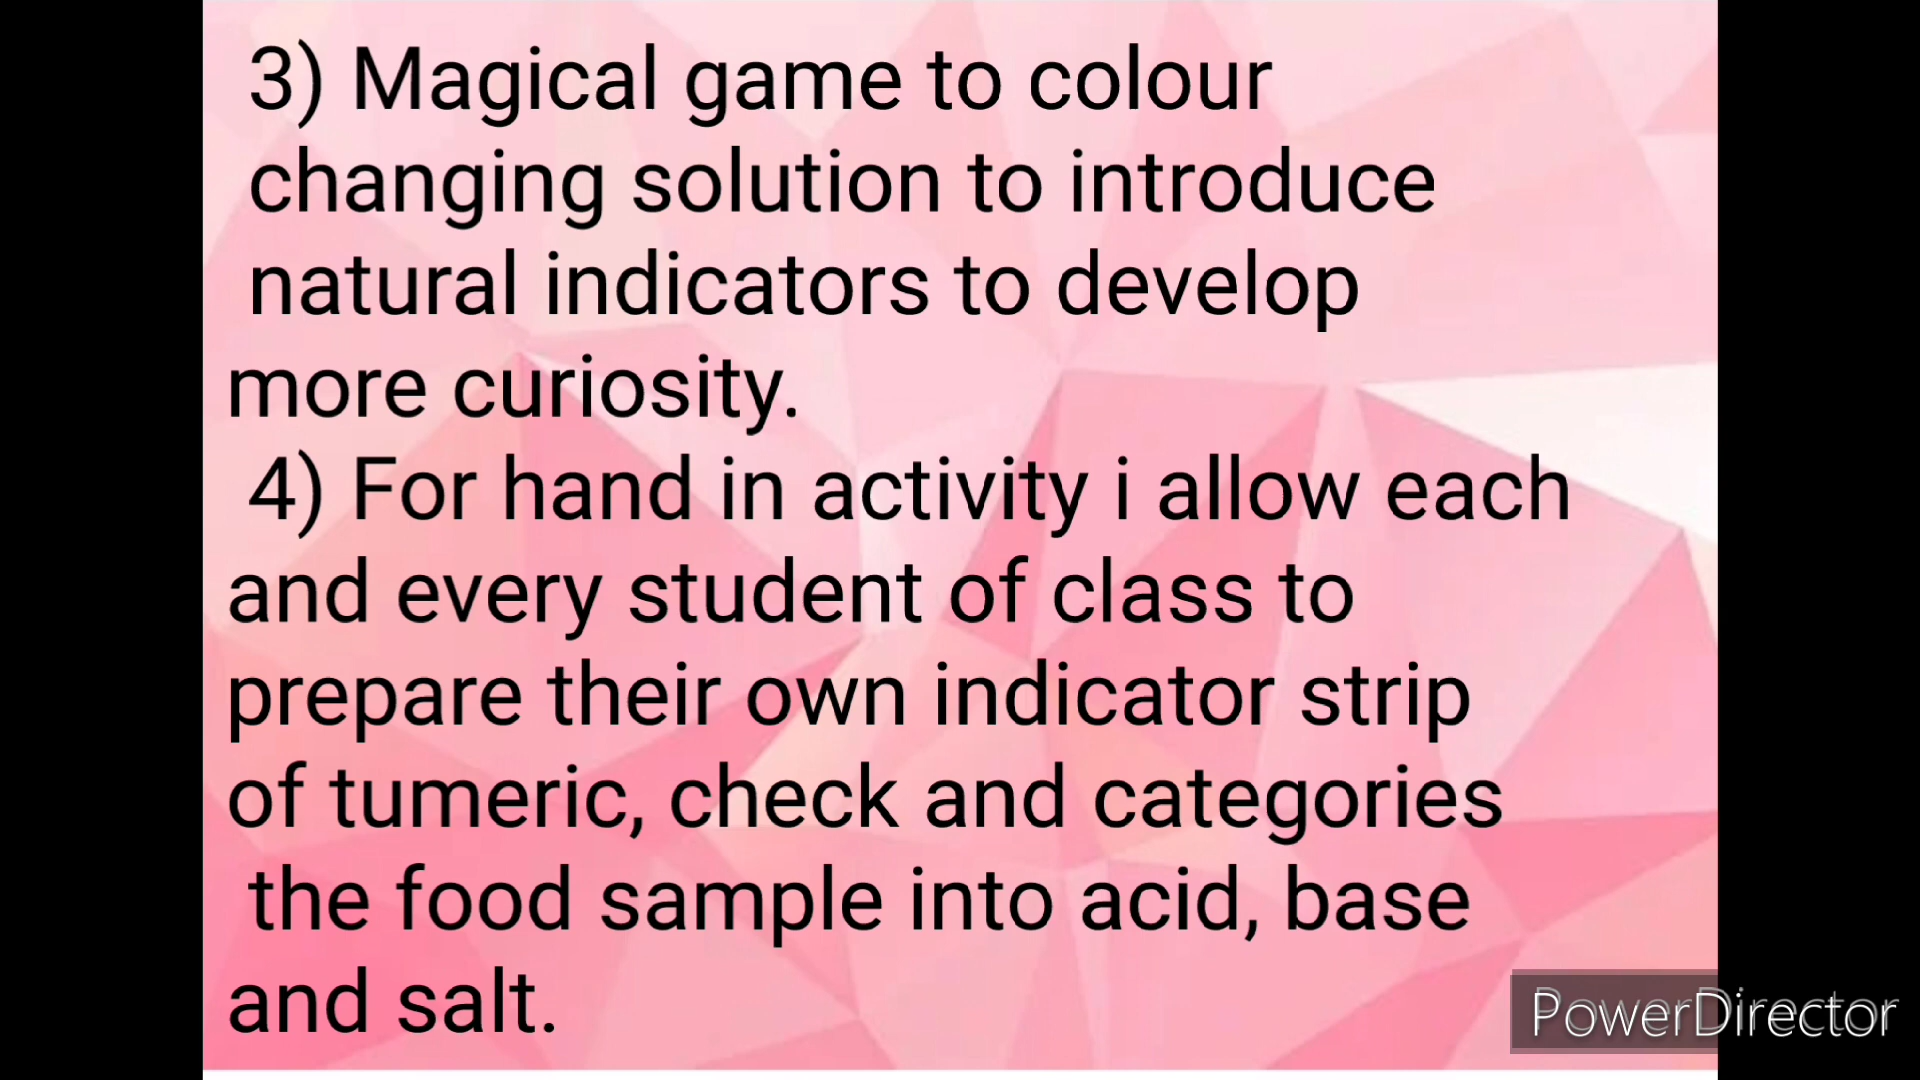 3) Magical game to colour
changing solution to introduce
natural indicators to develop
more curiosity.
4) For hand in activity i allow each
and every student of class to
prepare their own indicator strip
of tumeric, check and categories
the food sample into acid, base
and salt.
PowerDirector